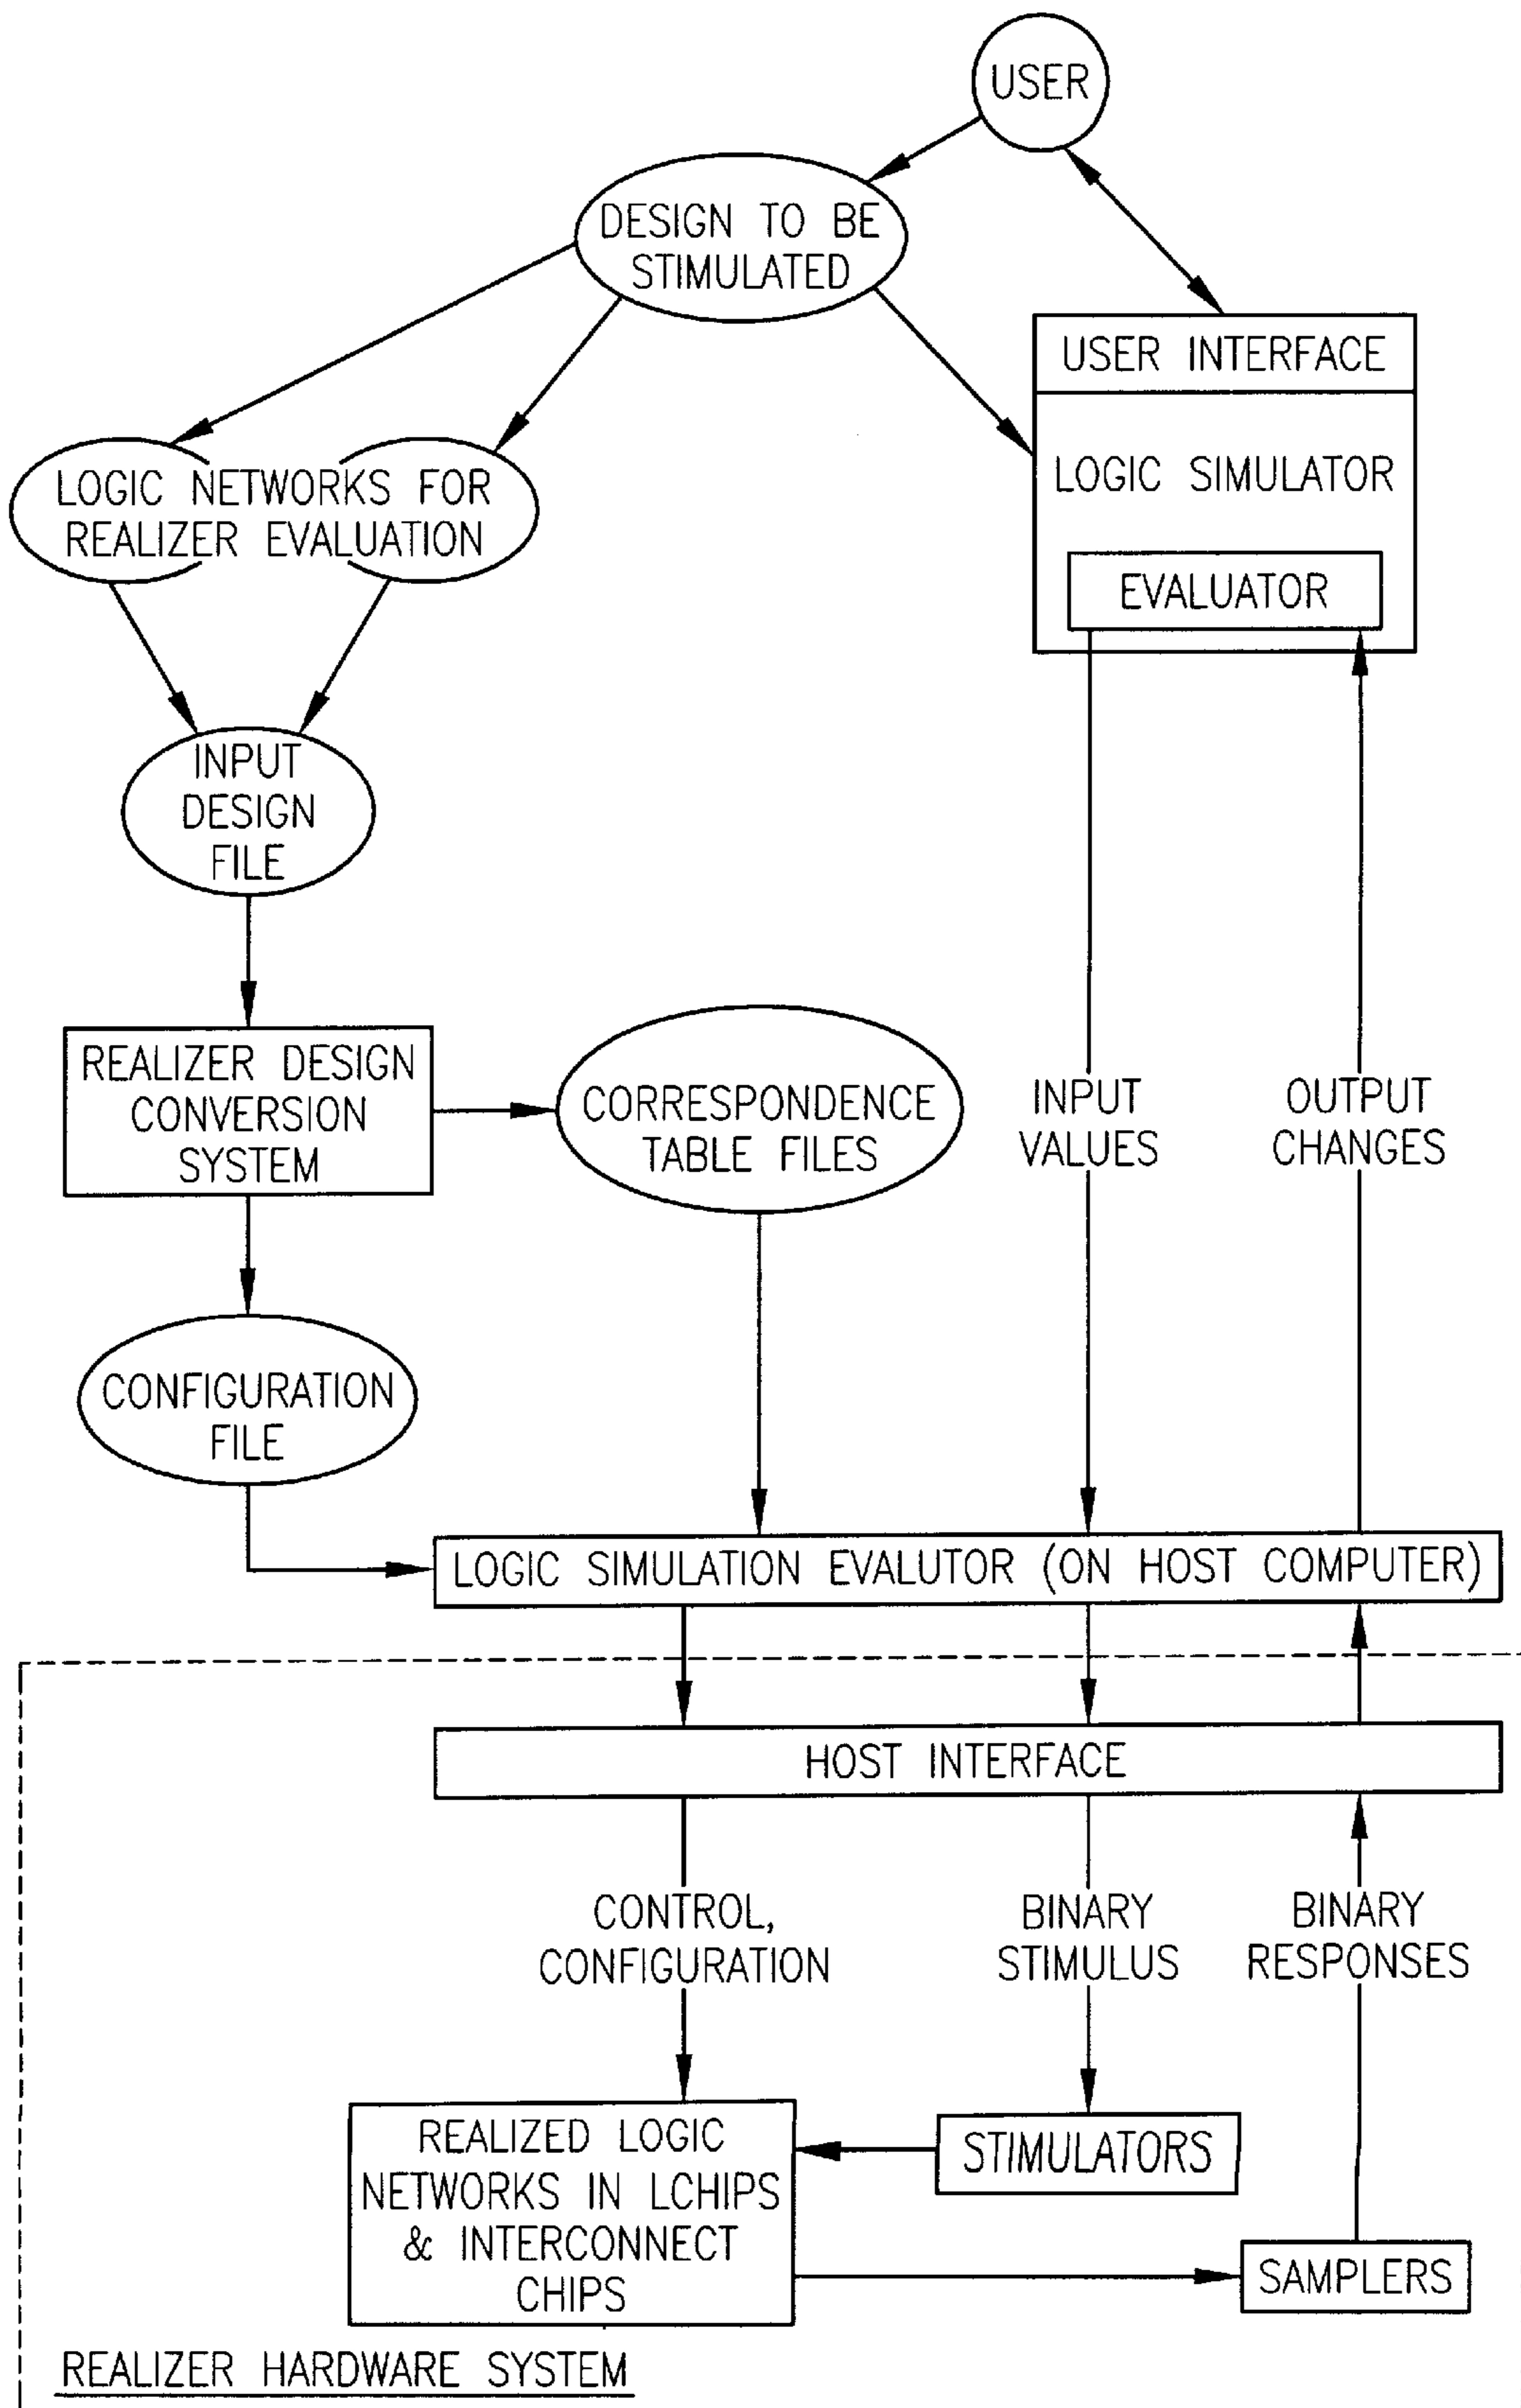 USER
DESIGN TO BE
STIMULATED
USER INTERFACE
LOGIC SIMULATOR
EVALUATOR
LOGIC NETWORKS FOR
REALIZER EVALUATION
INPUT
DESIGN
FILE
REALIZER DESIGN
CONVERSION
SYSTEM
CORRESPONDENCE
TABLE FILES
INPUT
VALUES
OUTPUT
CHANGES
CONFIGURATION
FILE
LOGIC SIMULATION EVALUTOR (ON HOST COMPUTER)
HOST INTERFACE
CONTROL,
CONFIGURATION
BINARY
STIMULUS
BINARY
RESPONSES
REALIZED LOGIC
NETWORKS IN LCHIPS
& INTERCONNECT
CHIPS
STIMULATORS
SAMPLERS
REALIZER HARDWARE SYSTEM